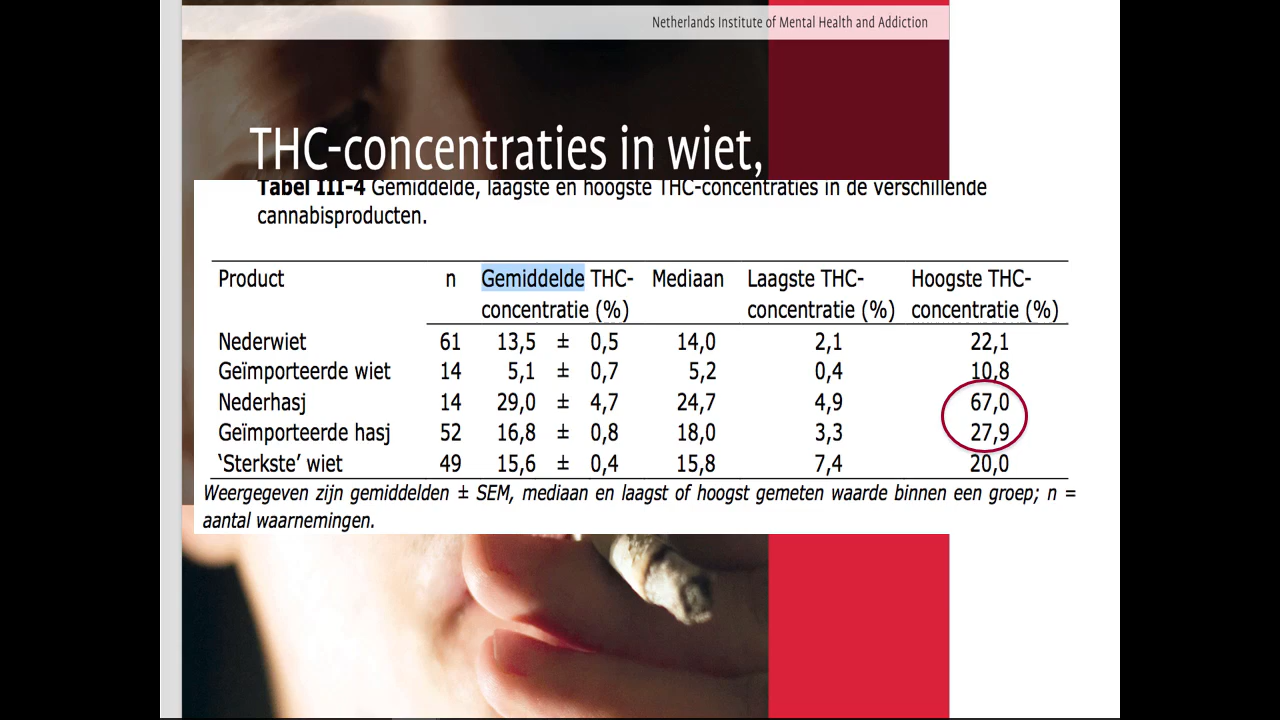 Netherlands Institute of Mental Health and Addiction
THC-concentraties in wiet,
Tabel III-4 Gemiddelde, laagste en hoogste THC-concentraties in de verschillende
cannabisproducten.
Product n Gemiddelde THC- Mediaan Laagste THC- Hoogste THC-
concentratie (%) concentratie (%) concentratie (%)
Nederwiet 61 13,5 ± 0,5 14,0 2,1 22,1
Geïmporteerde wiet 14 5,1 ± 0,7 5,2 0,4 10,8
Nederhasj 14 29,0 ± 4,7 24,7 4,9 67,0
Geïmporteerde hasj 52 16,8 ± 0,8 18,0 3,3 27,9
‘Sterkste’ wiet 49 15,6 ± 0,4 15,8 7,4 20,0
Weergegeven zijn gemiddelden ± SEM, mediaan en laagst of hoogst gemeten waarde binnen een groep; n =
aantal waarnemingen.